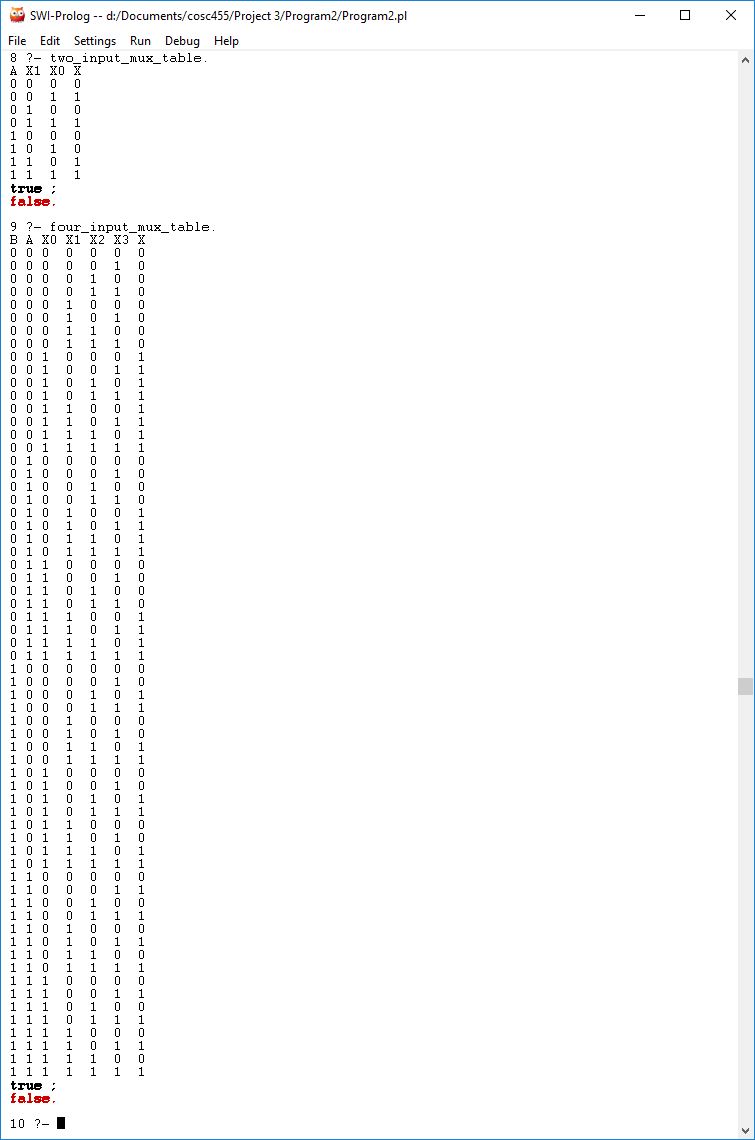 SWI-Prolog -- d:/Documents/cosc455/Project 3/Program2/Program2.pl
File Edit Settings Run Debug Help
8 ?- two_input_mux_table.
A X1 X0 X
0 0 0 0
0 0 1 1
0 1 0 0
0 1 1 1
1 0 0 0
1 0 1 0
1 1 0 1
1 1 1 1
true ;
false.
9 ?- four_input_mux_table.
B A X0 X1 X2 X3 X
0 0 0 0 0 0 0
0 0 0 0 0 1 0
0 0 0 0 1 0 0
0 0 0 0 1 1 0
0 0 0 1 0 0 0
0 0 0 1 0 1 0
0 0 0 1 1 0 0
0 0 0 1 1 1 0
0 0 1 0 0 0 1
0 0 1 0 0 1 1
0 0 1 0 1 0 1
0 0 1 0 1 1 1
0 0 1 1 0 0 1
0 0 1 1 0 1 1
0 0 1 1 1 0 1
0 0 1 1 1 1 1
0 1 0 0 0 0 0
0 1 0 0 0 1 0
0 1 0 0 1 0 0
0 1 0 0 1 1 0
0 1 0 1 0 0 1
0 1 0 1 0 1 1
0 1 0 1 1 0 1
0 1 0 1 1 1 1
0 1 1 0 0 0 0
0 1 1 0 0 1 0
0 1 1 0 1 0 0
0 1 1 0 1 1 0
0 1 1 1 0 0 1
0 1 1 1 0 1 1
0 1 1 1 1 0 1
0 1 1 1 1 1 1
1 0 0 0 0 0 0
1 0 0 0 0 1 0
1 0 0 0 1 0 1
1 0 0 0 1 1 1
1 0 0 1 0 0 0
1 0 0 1 0 1 0
1 0 0 1 1 0 1
1 0 0 1 1 1 1
1 0 1 0 0 0 0
1 0 1 0 0 1 0
1 0 1 0 1 0 1
1 0 1 0 1 1 1
1 0 1 1 0 0 0
1 0 1 1 0 1 0
1 0 1 1 1 0 1
1 0 1 1 1 1 1
1 1 0 0 0 0 0
1 1 0 0 0 1 1
1 1 0 0 1 0 0
1 1 0 0 1 1 1
1 1 0 1 0 0 0
1 1 0 1 0 1 1
1 1 0 1 1 0 0
1 1 0 1 1 1 1
1 1 1 0 0 0 0
1 1 1 0 0 1 1
1 1 1 0 1 0 0
1 1 1 0 1 1 1
1 1 1 1 0 0 0
1 1 1 1 0 1 1
1 1 1 1 1 0 0
1 1 1 1 1 1 1
true ;
false.
10 ?-